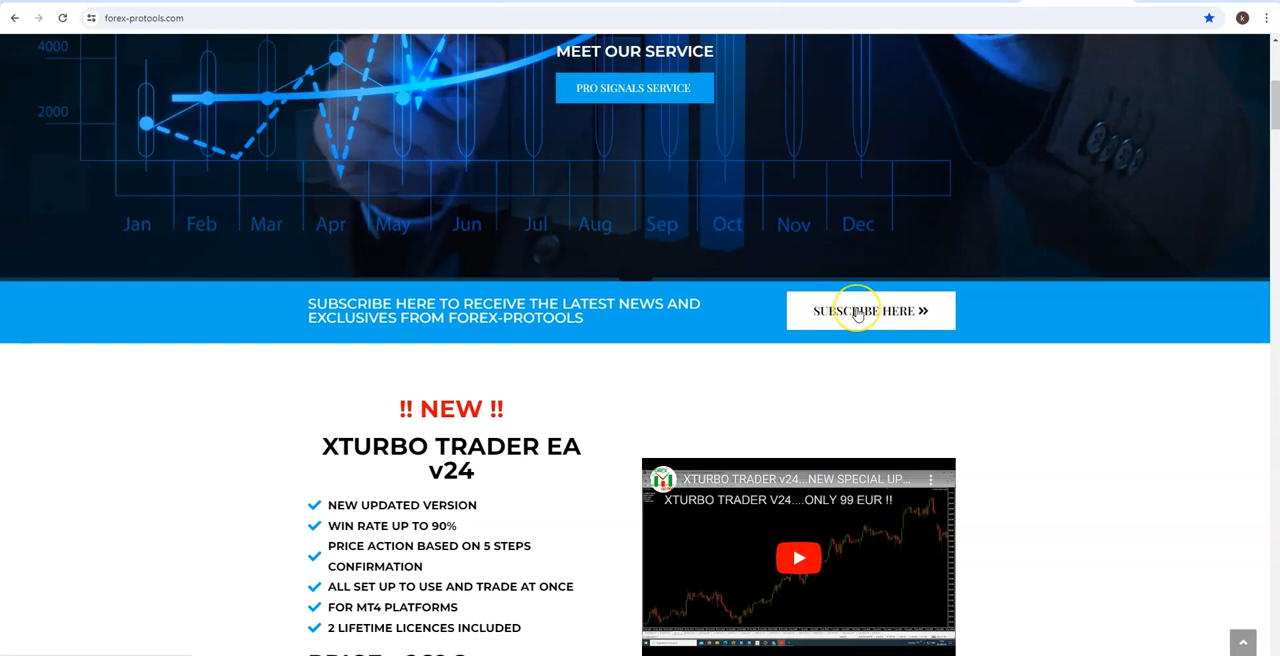 forex-protools.com
k
4000
MEET OUR SERVICE
PRO SIGNALS SERVICE
2000
Jan Feb Mar Apr May Jun Jul Aug Sep Oct Nov Dec
SUBSCRIBE HERE TO RECEIVE THE LATEST NEWS AND
EXCLUSIVES FROM FOREX-PROTOOLS
SUBSCRIBE HERE »
!! NEW !!
XTURBO TRADER EA
v24
NEW UPDATED VERSION
WIN RATE UP TO 90%
PRICE ACTION BASED ON 5 STEPS
CONFIRMATION
ALL SET UP TO USE AND TRADE AT ONCE
FOR MT4 PLATFORMS
2 LIFETIME LICENCES INCLUDED
XTURBO TRADER v24...NEW SPECIAL UP...
XTURBO TRADER V24....ONLY 99 EUR !!